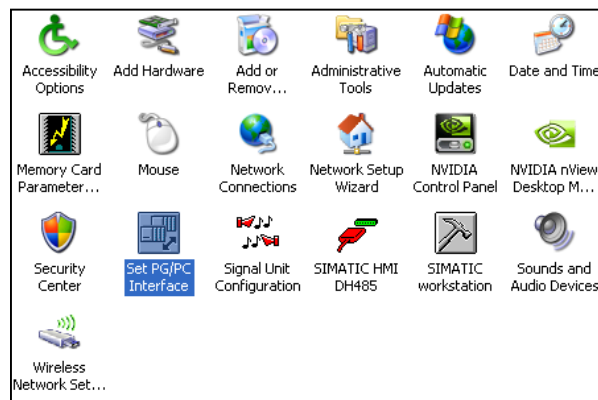 Accessibility Options
Add Hardware
Add or Remov...
Administrative Tools
Automatic Updates
Date and Time
Memory Card Parameter...
Mouse
Network Connections
Network Setup Wizard
NVIDIA Control Panel
NVIDIA nView Desktop M...
Security Center
Set PG/PC Interface
Signal Unit Configuration
SIMATIC HMI DH485
SIMATIC workstation
Sounds and Audio Devices
Wireless Network Set...